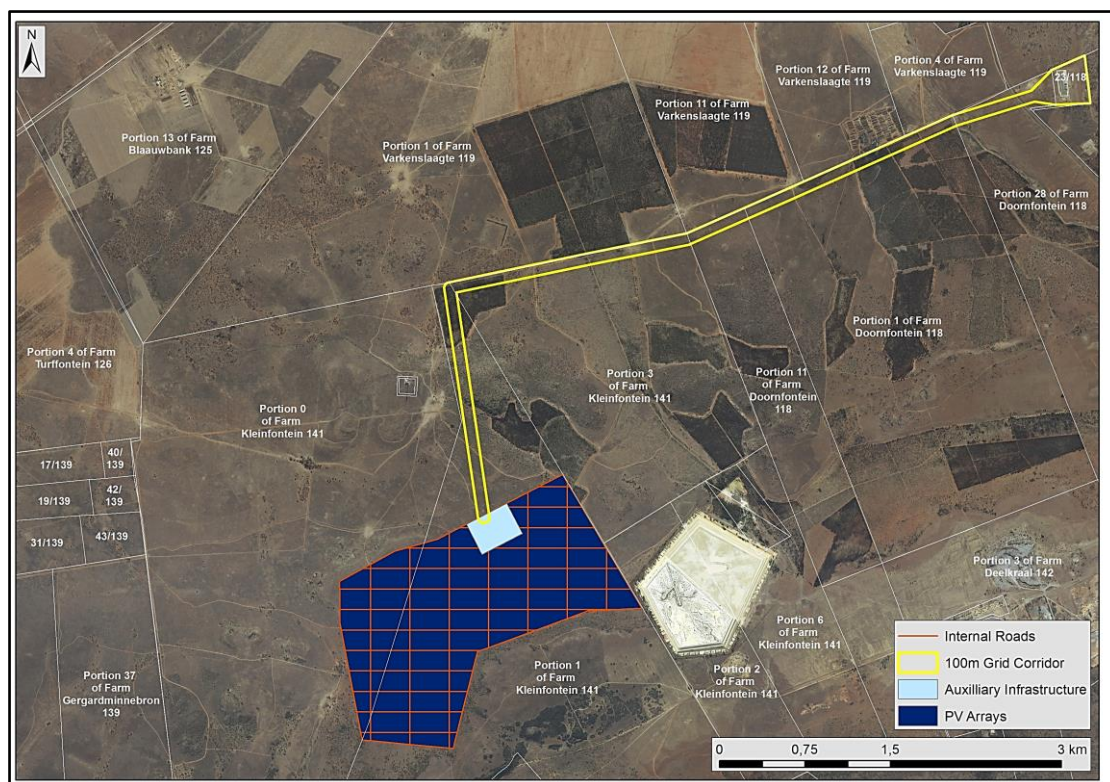 N
Portion 13 of Farm
Blaauwbank 125
Portion 1 of Farm
Varkenslaagte 119
Portion 11 of Farm
Varkenslaagte 119
Portion 12 of Farm
Varkenslaagte 119
Portion 4 of Farm
Varkenslaagte 119
23/118
Portion 28 of Farm
Doornfontein 118
Portion 4 of Farm
Turffontein 126
Portion 0
of Farm
Kleinfontein 141
Portion 3
of Farm
Kleinfontein 141
Portion 11
of Farm
Doornfontein
118
Portion 1 of Farm
Doornfontein 118
17/139
40/
139
19/139
42/
139
31/139
43/139
Portion 37
of Farm
Gergardminnebron
139
Portion 1
of Farm
Kleinfontein 141
Portion 2
of Farm
Kleinfontein 141
Portion 6
of Farm
Kleinfontein 141
Portion 3 of Farm
Deelkraal 142
Internal Roads
100m Grid Corridor
Auxilliary Infrastructure
PV Arrays
0 0,75 1,5 3 km